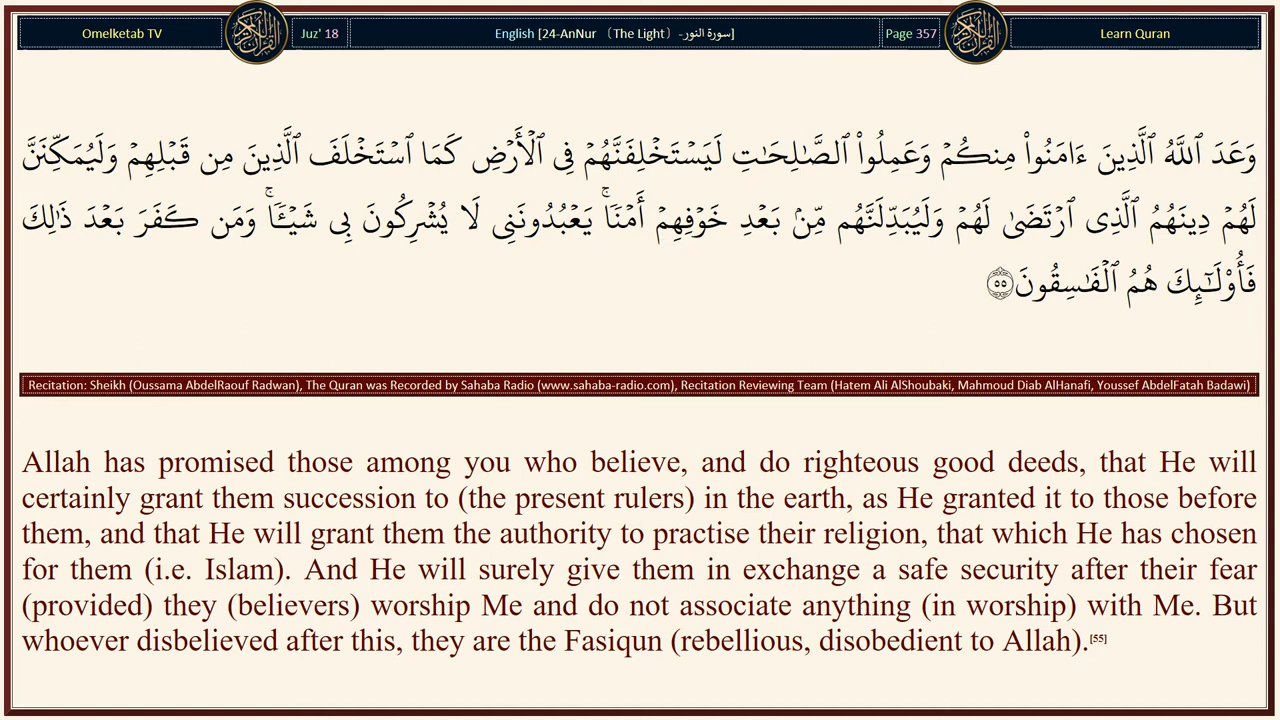 Omelketab TV
Juz' 18
English [24-AnNur （The Light） -سورة النور]
Page 357
Learn Quran
وَعَدَ ٱللَّهُ ٱلَّذِينَ ءَامَنُوا۟ مِنكُمْ وَعَمِلُوا۟ ٱلصَّـٰلِحَـٰتِ لَيَسْتَخْلِفَنَّهُمْ فِى ٱلْأَرْضِ كَمَا ٱسْتَخْلَفَ ٱلَّذِينَ مِن قَبْلِهِمْ وَلَيُمَكِّنَنَّ
لَهُمْ دِينَهُمُ ٱلَّذِى ٱرْتَضَىٰ لَهُمْ وَلَيُبَدِّلَنَّهُم مِّنۢ بَعْدِ خَوْفِهِمْ أَمْنًا ۚ يَعْبُدُونَنِى لَا يُشْرِكُونَ بِى شَيْـًٔا ۚ وَمَن كَفَرَ بَعْدَ ذَٰلِكَ
فَأُو۟لَـٰٓئِكَ هُمُ ٱلْفَـٰسِقُونَ ۝٥٥
Recitation: Sheikh (Oussama AbdelRaouf Radwan), The Quran was Recorded by Sahaba Radio (www.sahaba-radio.com), Recitation Reviewing Team (Hatem Ali AlShoubaki, Mahmoud Diab AlHanafi, Youssef AbdelFatah Badawi)
Allah has promised those among you who believe, and do righteous good deeds, that He will
certainly grant them succession to (the present rulers) in the earth, as He granted it to those before
them, and that He will grant them the authority to practise their religion, that which He has chosen
for them (i.e. Islam). And He will surely give them in exchange a safe security after their fear
(provided) they (believers) worship Me and do not associate anything (in worship) with Me. But
whoever disbelieved after this, they are the Fasiqun (rebellious, disobedient to Allah).[55]